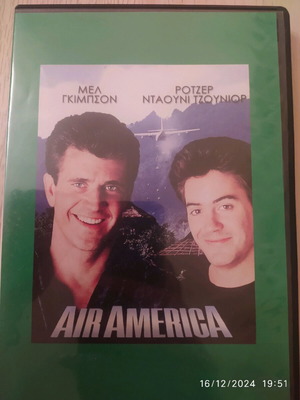 ΜΕΛ
ΓΚΙΜΠΣΟΝ
ΡΟΤΖΕΡ
ΝΤΑΟΥΝΙ ΤΖΟΥΝΙΟΡ
AIR AMERICA
16/12/2024 19:51